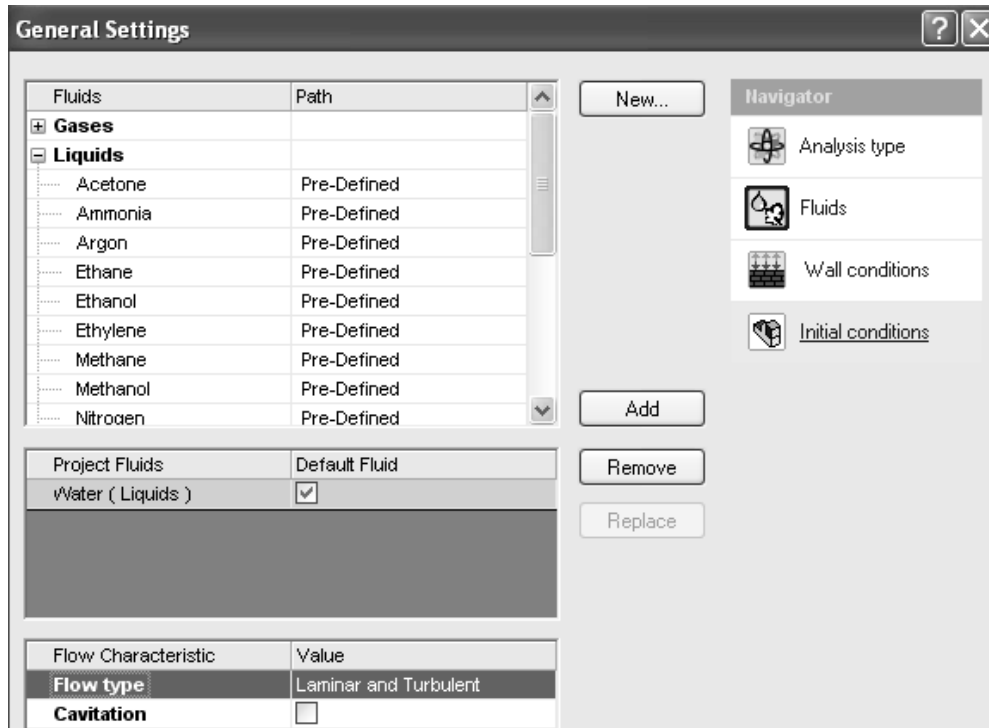 General Settings
Fluids Path
Gases
Liquids
Acetone Pre-Defined
Ammonia Pre-Defined
Argon Pre-Defined
Ethane Pre-Defined
Ethanol Pre-Defined
Ethylene Pre-Defined
Methane Pre-Defined
Methanol Pre-Defined
Nitrogen Pre-Defined
New...
Add
Project Fluids Default Fluid
Water ( Liquids )
Remove
Replace
Flow Characteristic Value
Flow type Laminar and Turbulent
Cavitation
Navigator
Analysis type
Fluids
Wall conditions
Initial conditions